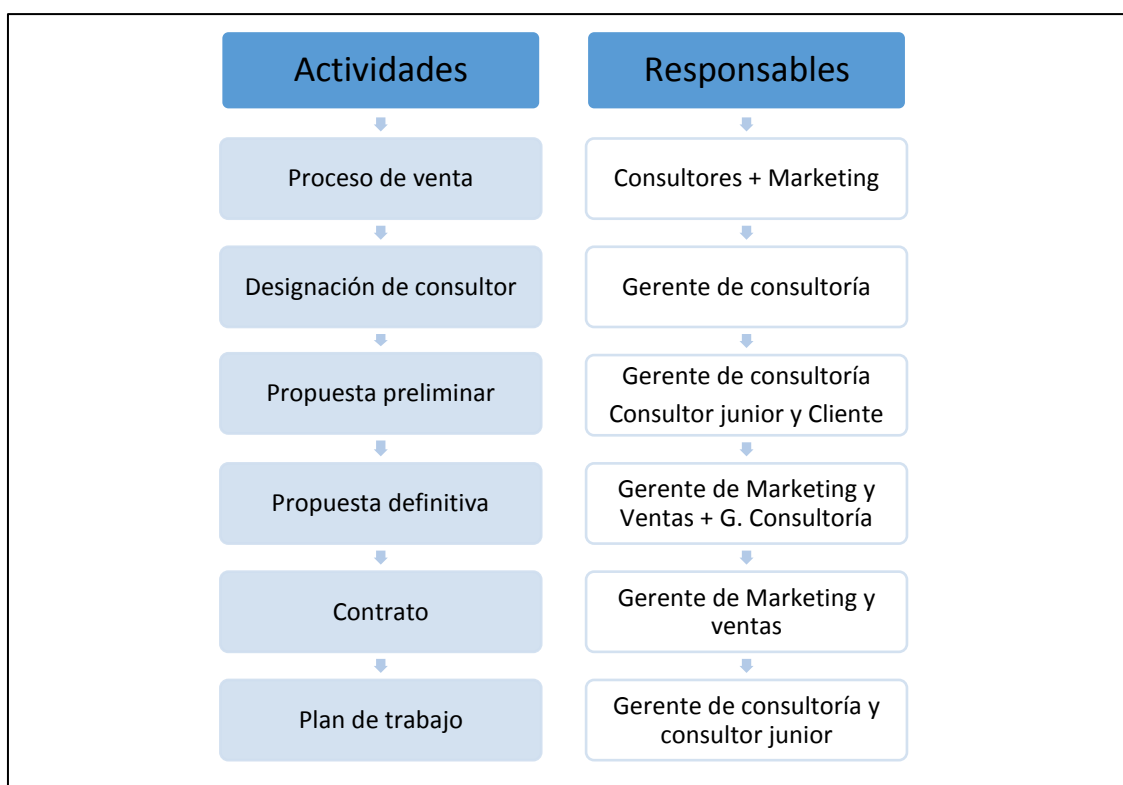 Actividades
Responsables
Proceso de venta
Consultores + Marketing
Designación de consultor
Gerente de consultoría
Propuesta preliminar
Gerente de consultoría
Consultor junior y Cliente
Propuesta definitiva
Gerente de Marketing y
Ventas + G. Consultoría
Contrato
Gerente de Marketing y
ventas
Plan de trabajo
Gerente de consultoría y
consultor junior